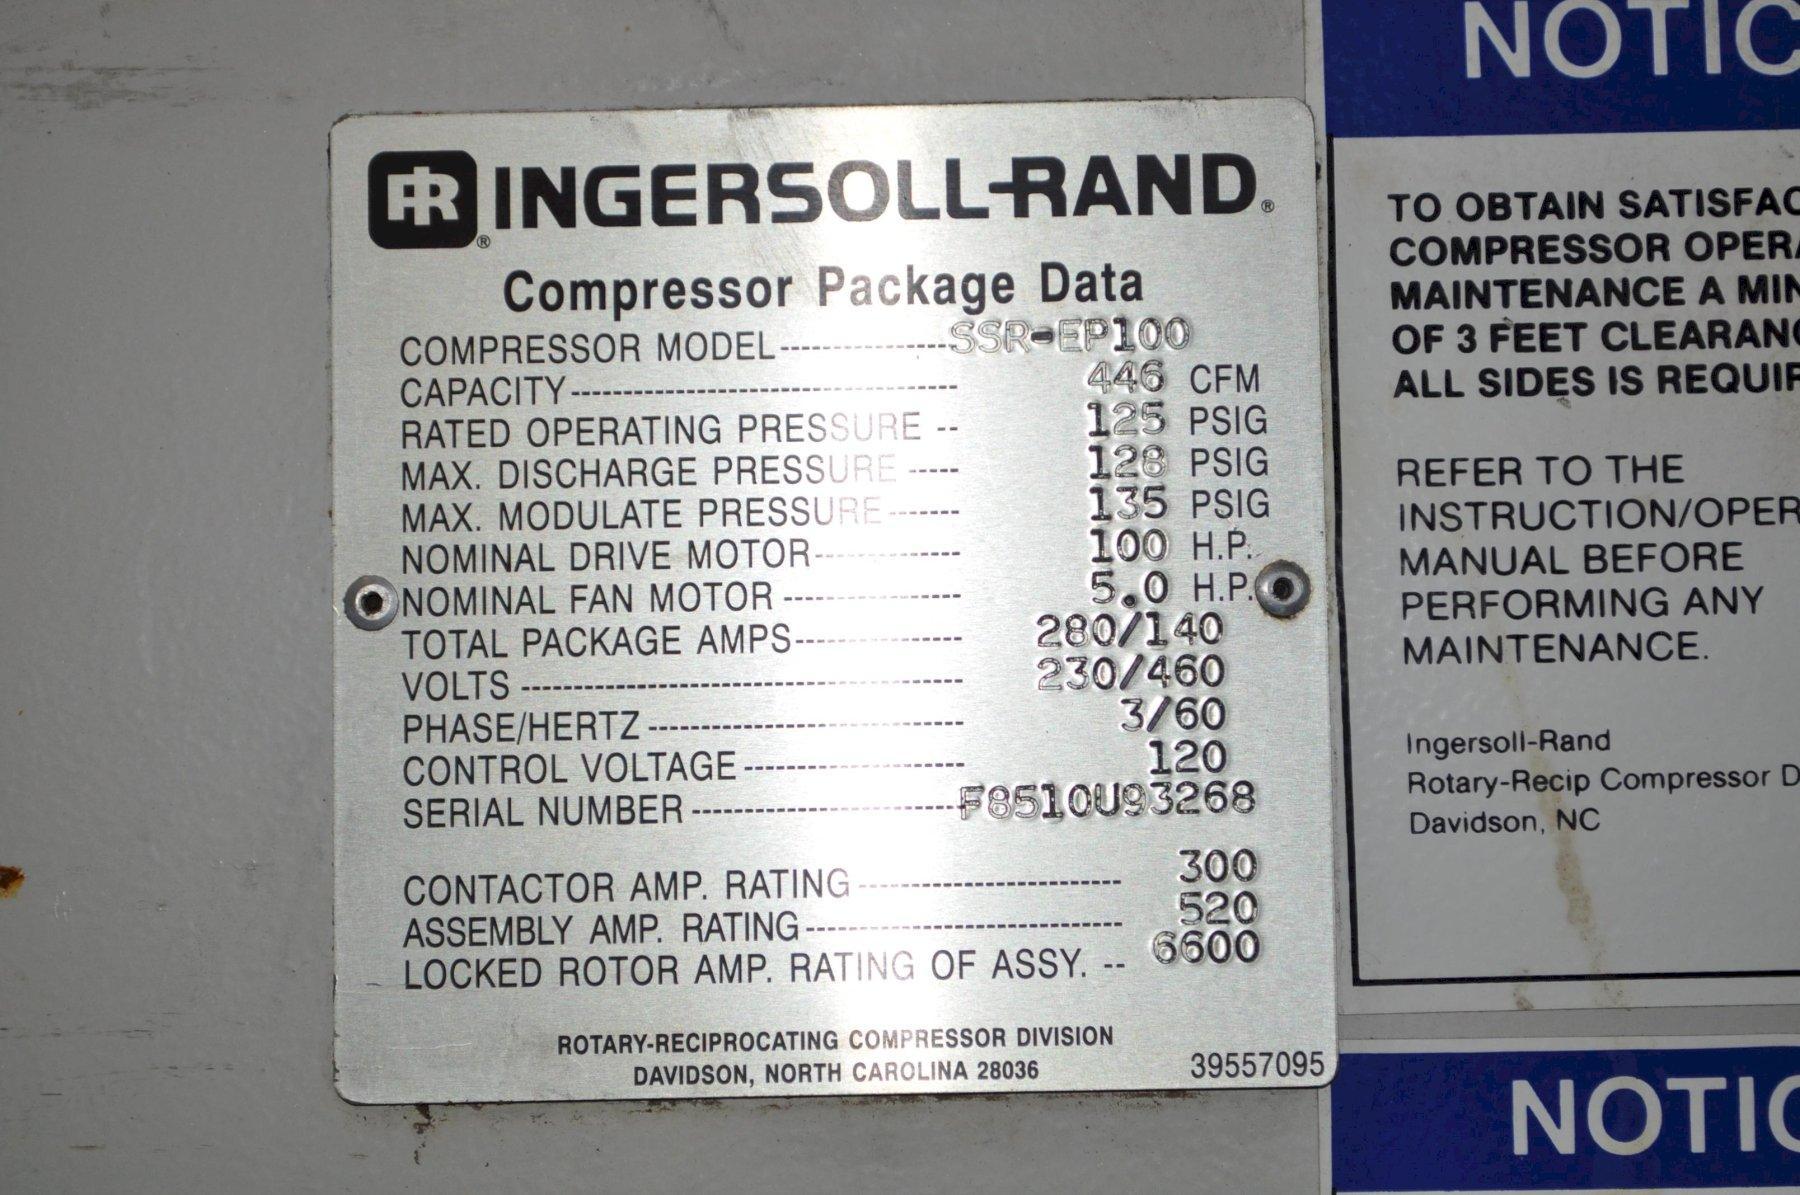 IR® INGERSOLL-RAND®
Compressor Package Data
COMPRESSOR MODEL SSR-EP100
CAPACITY 446 CFM
RATED OPERATING PRESSURE -- 125 PSIG
MAX. DISCHARGE PRESSURE ----- 128 PSIG
MAX. MODULATE PRESSURE ------- 135 PSIG
NOMINAL DRIVE MOTOR 100 H.P.
NOMINAL FAN MOTOR 5.0 H.P.
TOTAL PACKAGE AMPS 280/140
VOLTS 230/460
PHASE/HERTZ 3/60
CONTROL VOLTAGE 120
SERIAL NUMBER F8510U93268
CONTACTOR AMP. RATING 300
ASSEMBLY AMP. RATING 520
LOCKED ROTOR AMP. RATING OF ASSY. -- 6600
ROTARY-RECIPROCATING COMPRESSOR DIVISION
DAVIDSON, NORTH CAROLINA 28036
39557095
NOTIC
TO OBTAIN SATISFAC
COMPRESSOR OPERA
MAINTENANCE A MIN
OF 3 FEET CLEARANC
ALL SIDES IS REQUIR
REFER TO THE
INSTRUCTION/OPER
MANUAL BEFORE
PERFORMING ANY
MAINTENANCE.
Ingersoll-Rand
Rotary-Recip Compressor D
Davidson, NC
NOTIC